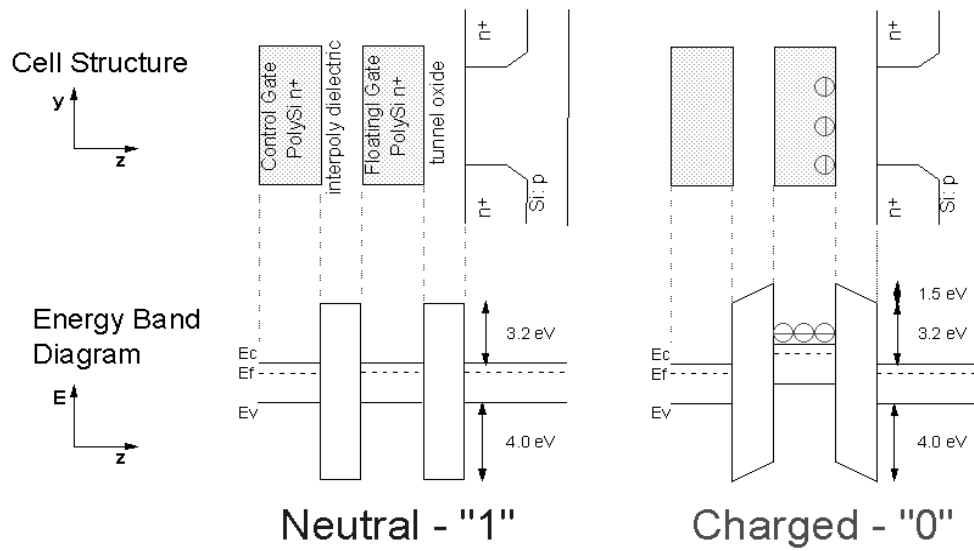 Cell Structure
y
z
Control Gate
PolySi n+
interpoly dielectric
Floatingl Gate
PolySi n+
tunnel oxide
n+
n+
Si: p
n+
n+
Si: p
Energy Band
Diagram
E
z
Ec
Ef
Ev
3.2 eV
4.0 eV
Ec
Ef
Ev
1.5 eV
3.2 eV
4.0 eV
Neutral - "1"
Charged - "0"